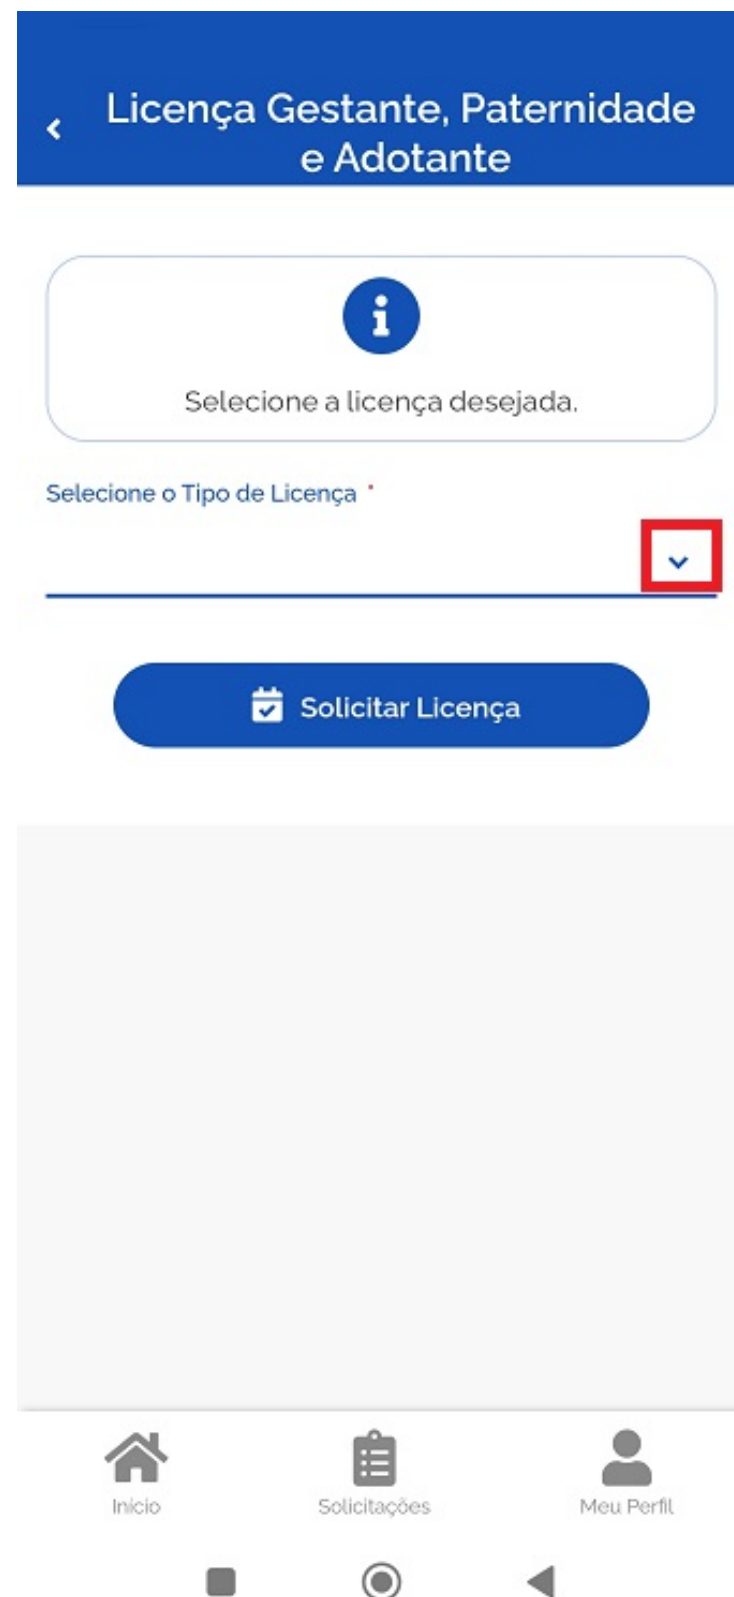 Licença Gestante, Paternidade
e Adotante
Selecione a licença desejada.
Selecione o Tipo de Licença *
Solicitar Licença
Início
Solicitações
Meu Perfil